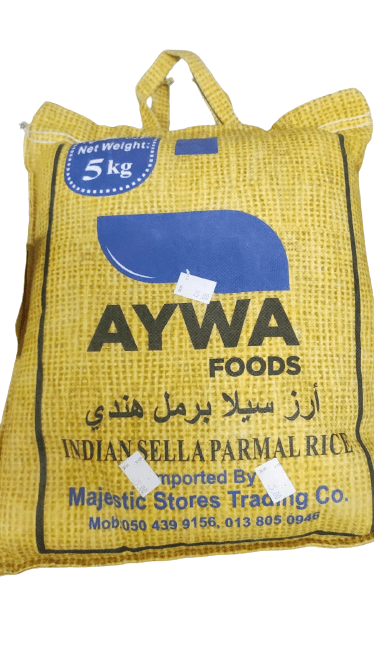 Net Weight:
5 kg
AYWA
FOODS
أرز سيلا برمل هندي
INDIAN SELLA PARMAL RICE
Imported By
Majestic Stores Trading Co.
Mob:050 439 9156, 013 805 0946